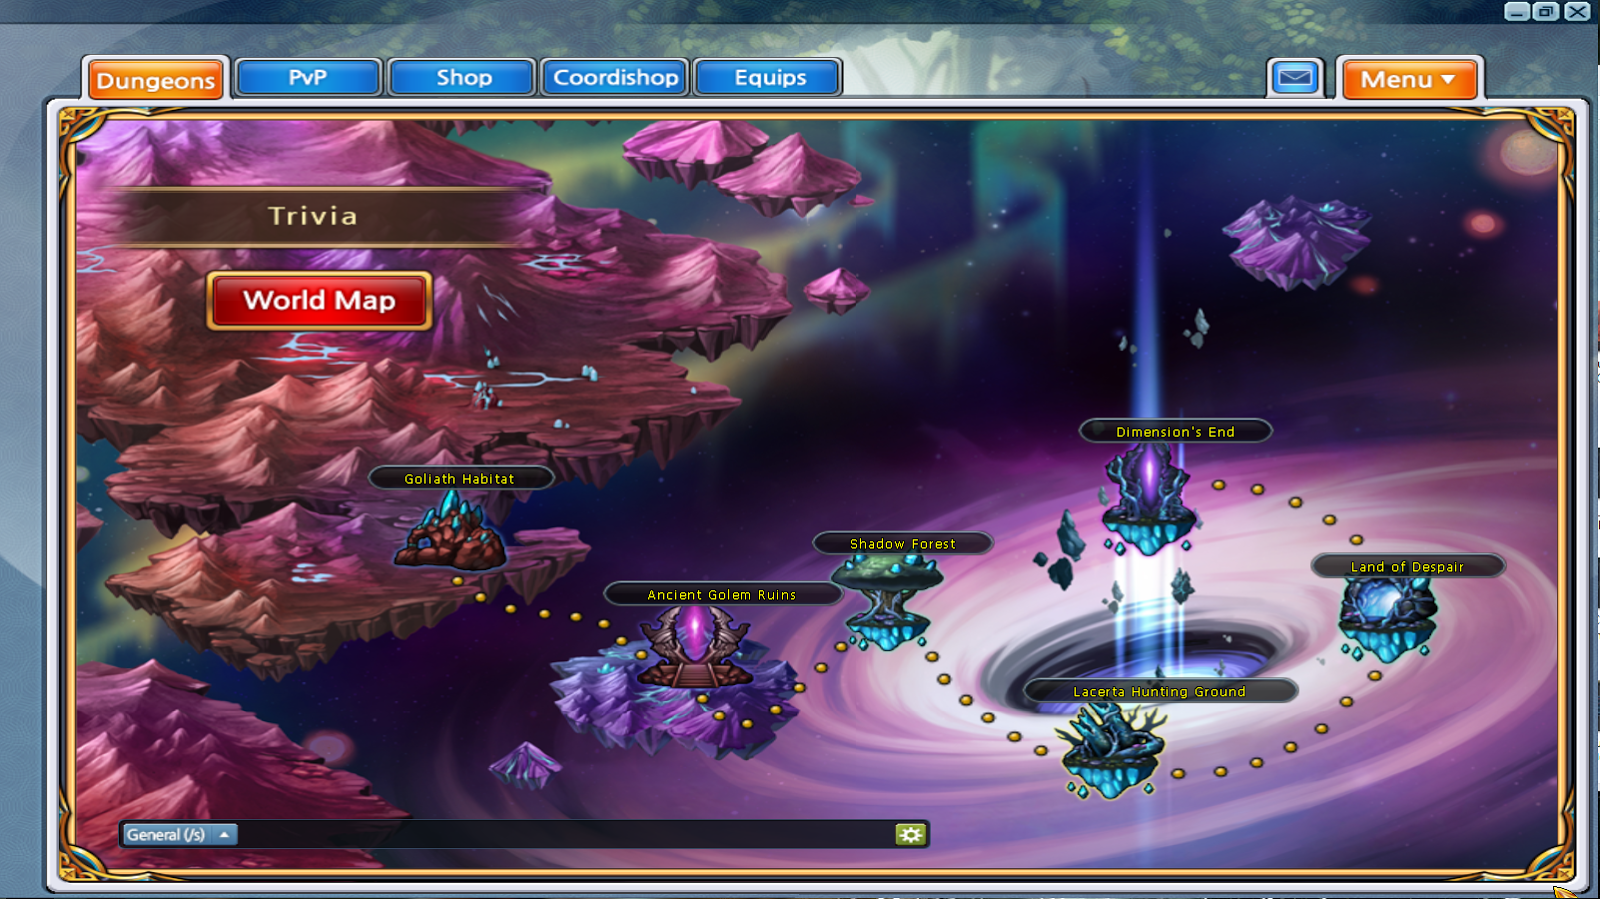 Dungeons
PvP
Shop
Coordishop
Equips
Menu
Trivia
World Map
Dimension's End
Goliath Habitat
Shadow Forest
Land of Despair
Ancient Golem Ruins
Lacerta Hunting Ground
General (/s)